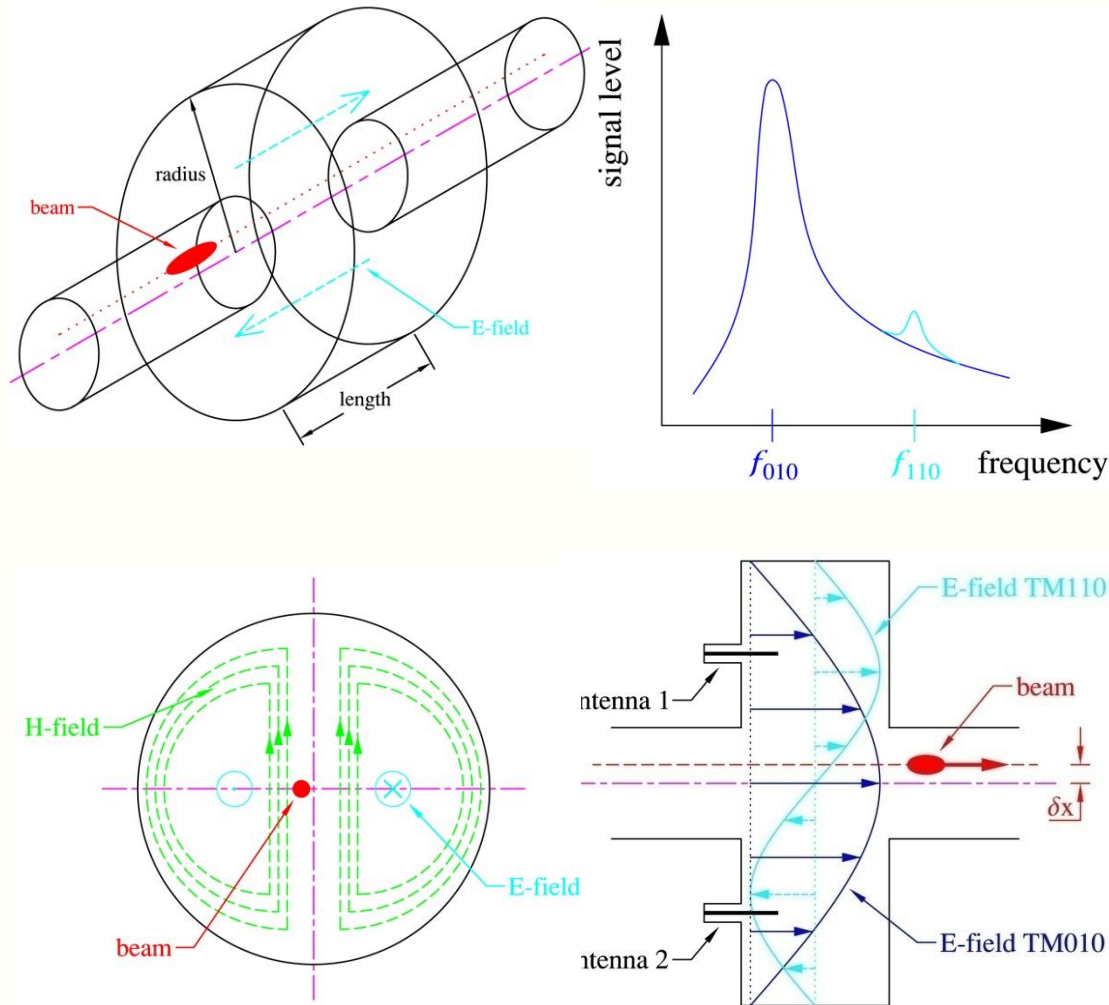 radius
beam
E-field
length
signal level
f010
f110
frequency
H-field
beam
E-field
E-field TM110
ntenna 1
beam
δx
ntenna 2
E-field TM010